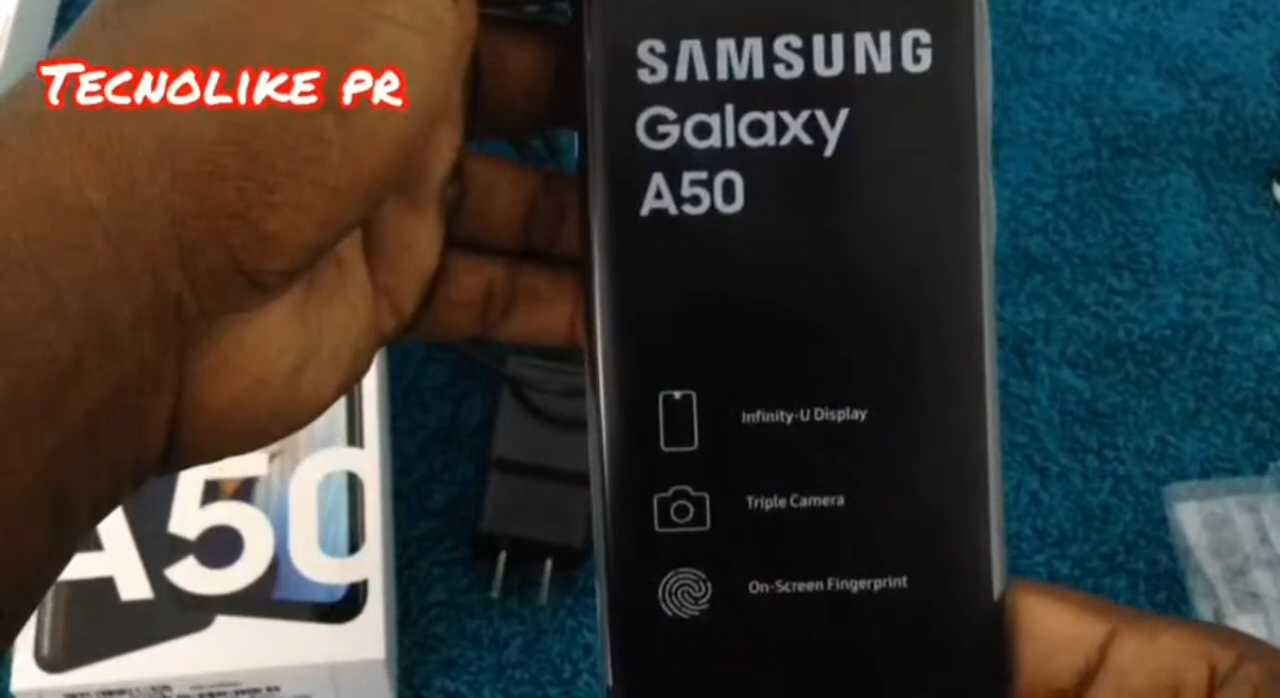 TECNOLIKE PR
SAMSUNG
Galaxy
A50
Infinity-U Display
Triple Camera
On-Screen Fingerprint
A50